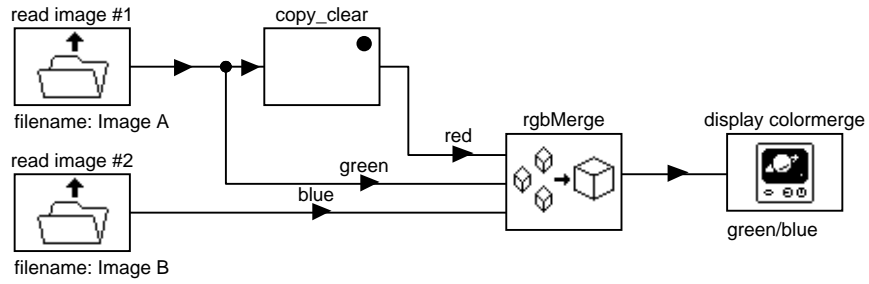 read image #1
copy_clear
filename: Image A
red
rgbMerge
display colormerge
read image #2
green
blue
green/blue
filename: Image B